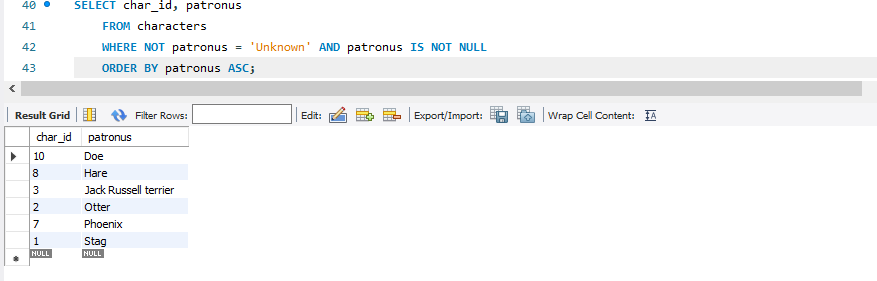 40 SELECT char_id, patronus
41 FROM characters
42 WHERE NOT patronus = 'Unknown' AND patronus IS NOT NULL
43 ORDER BY patronus ASC;
Result Grid Filter Rows: Edit: Export/Import: Wrap Cell Content: IA
char_id patronus
10 Doe
8 Hare
3 Jack Russell terrier
2 Otter
7 Phoenix
1 Stag
NULL NULL